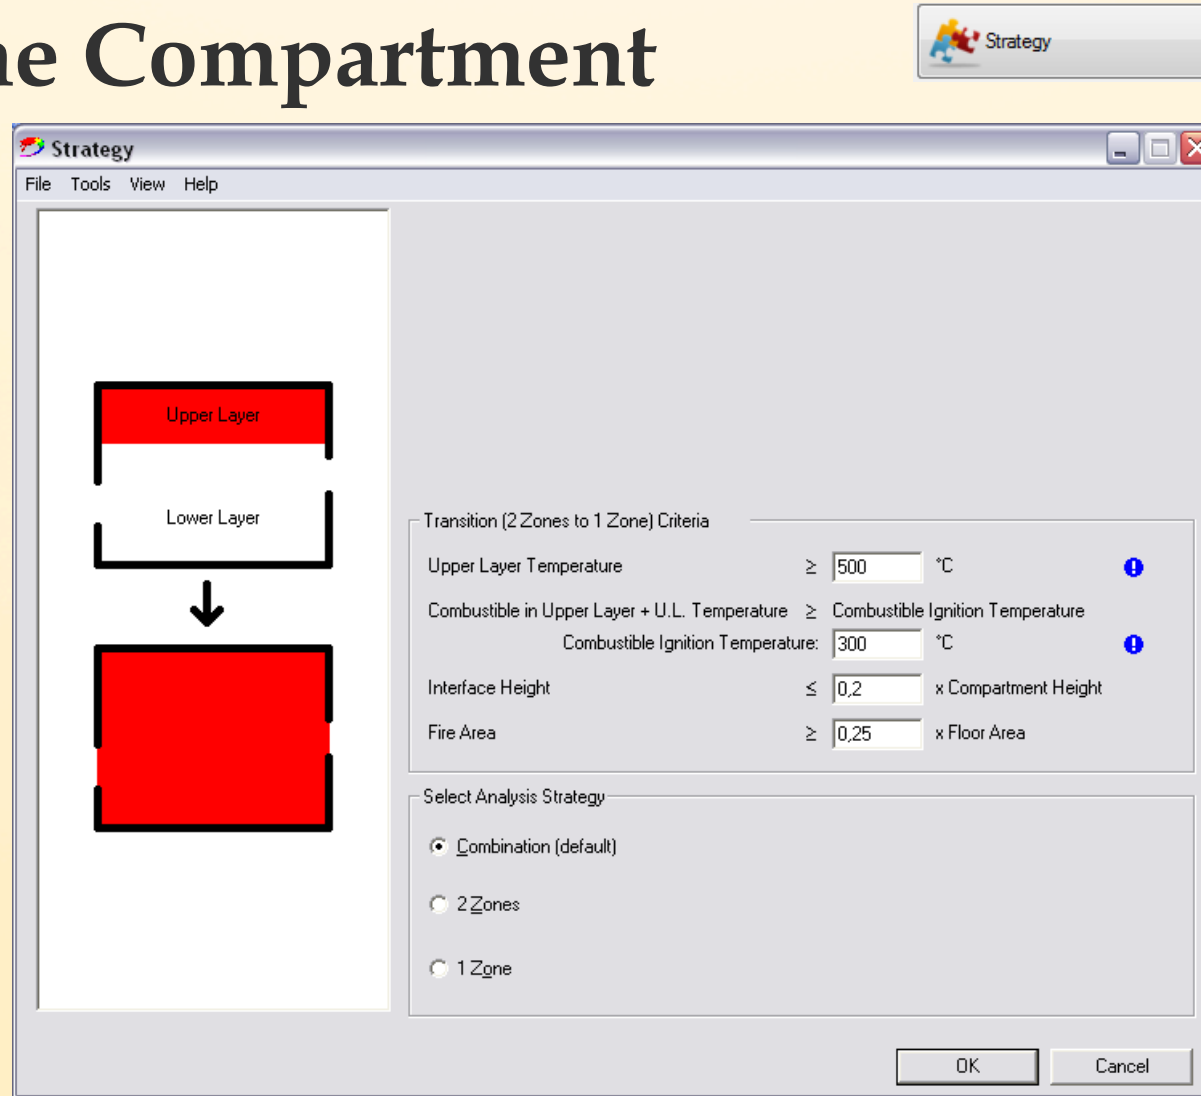 ne Compartment
Strategy
Strategy
File Tools View Help
Upper Layer
Lower Layer
Transition (2 Zones to 1 Zone) Criteria
Upper Layer Temperature ≥ 500 °C
Combustible in Upper Layer + U.L. Temperature ≥ Combustible Ignition Temperature
Combustible Ignition Temperature: 300 °C
Interface Height ≤ 0,2 x Compartment Height
Fire Area ≥ 0,25 x Floor Area
Select Analysis Strategy
Combination (default)
2 Zones
1 Zone
OK Cancel